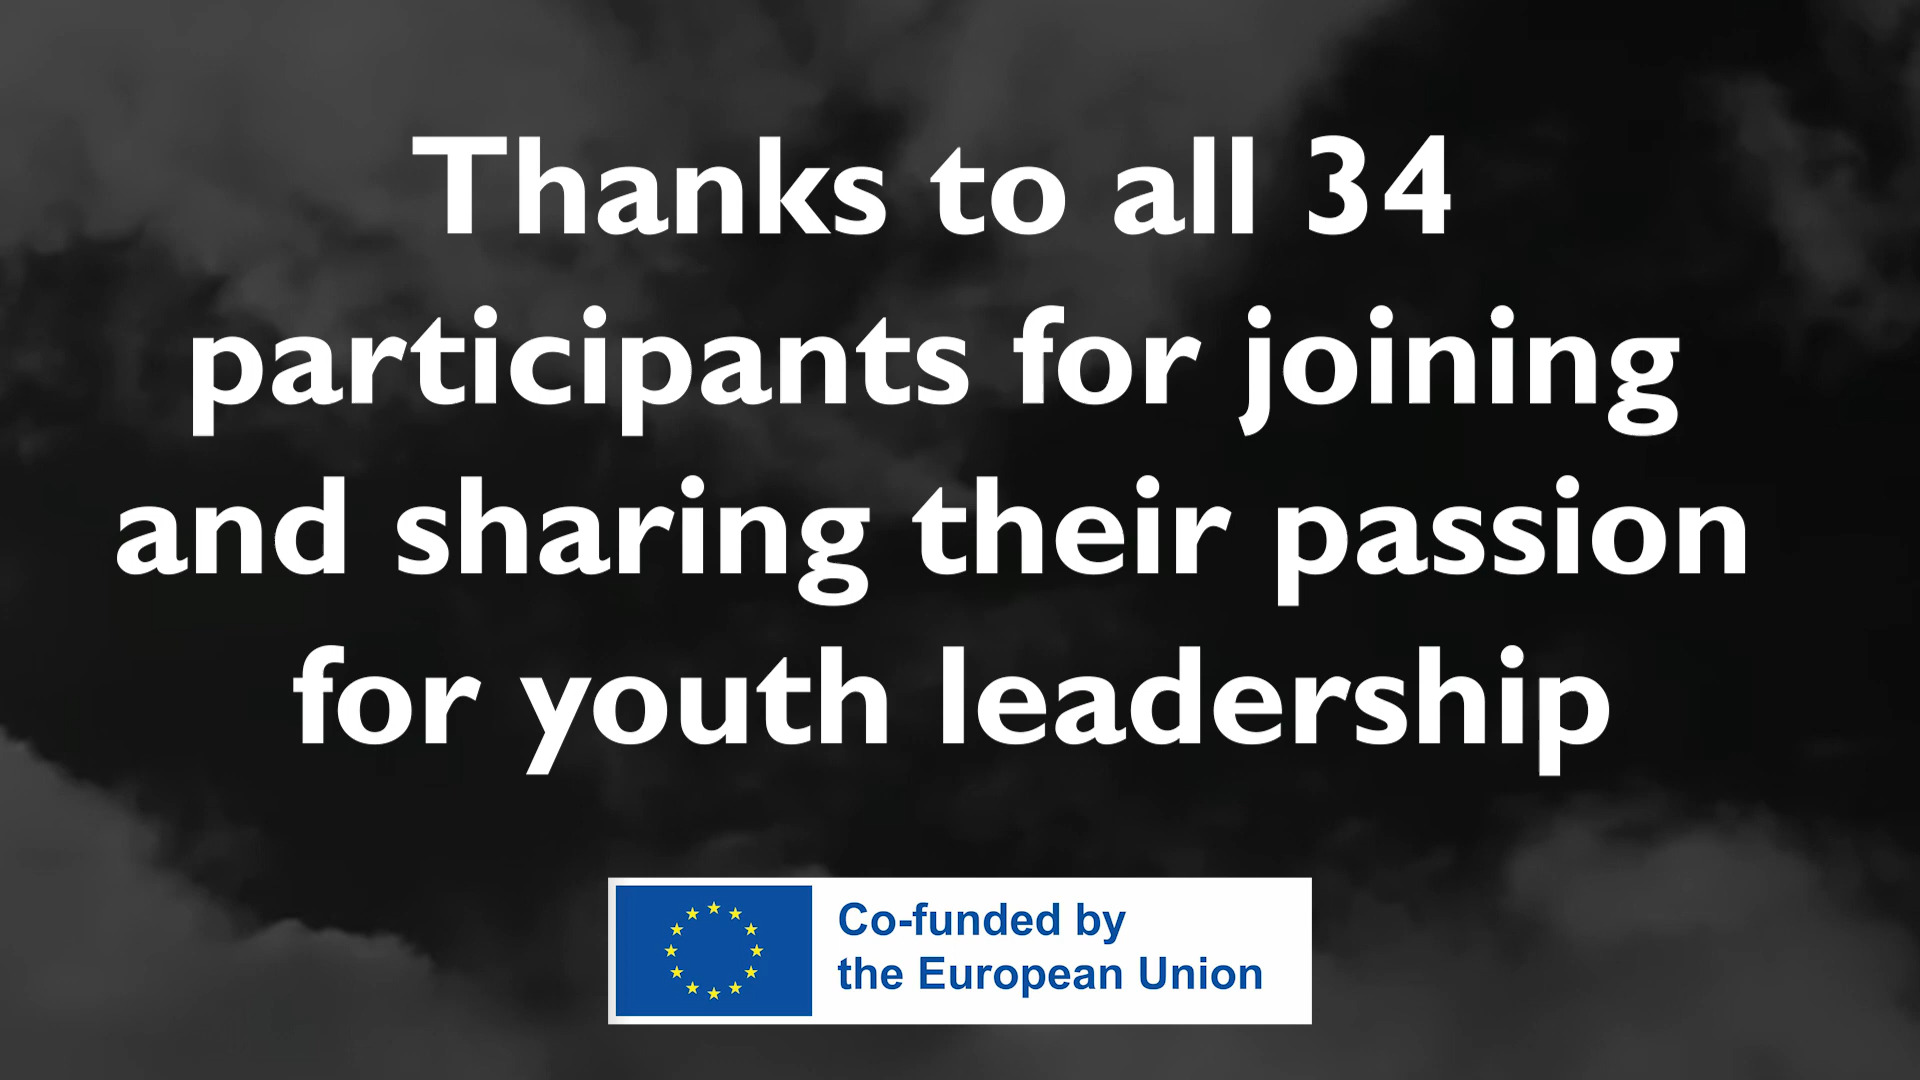 Thanks to all 34
participants for joining
and sharing their passion
for youth leadership
Co-funded by
the European Union